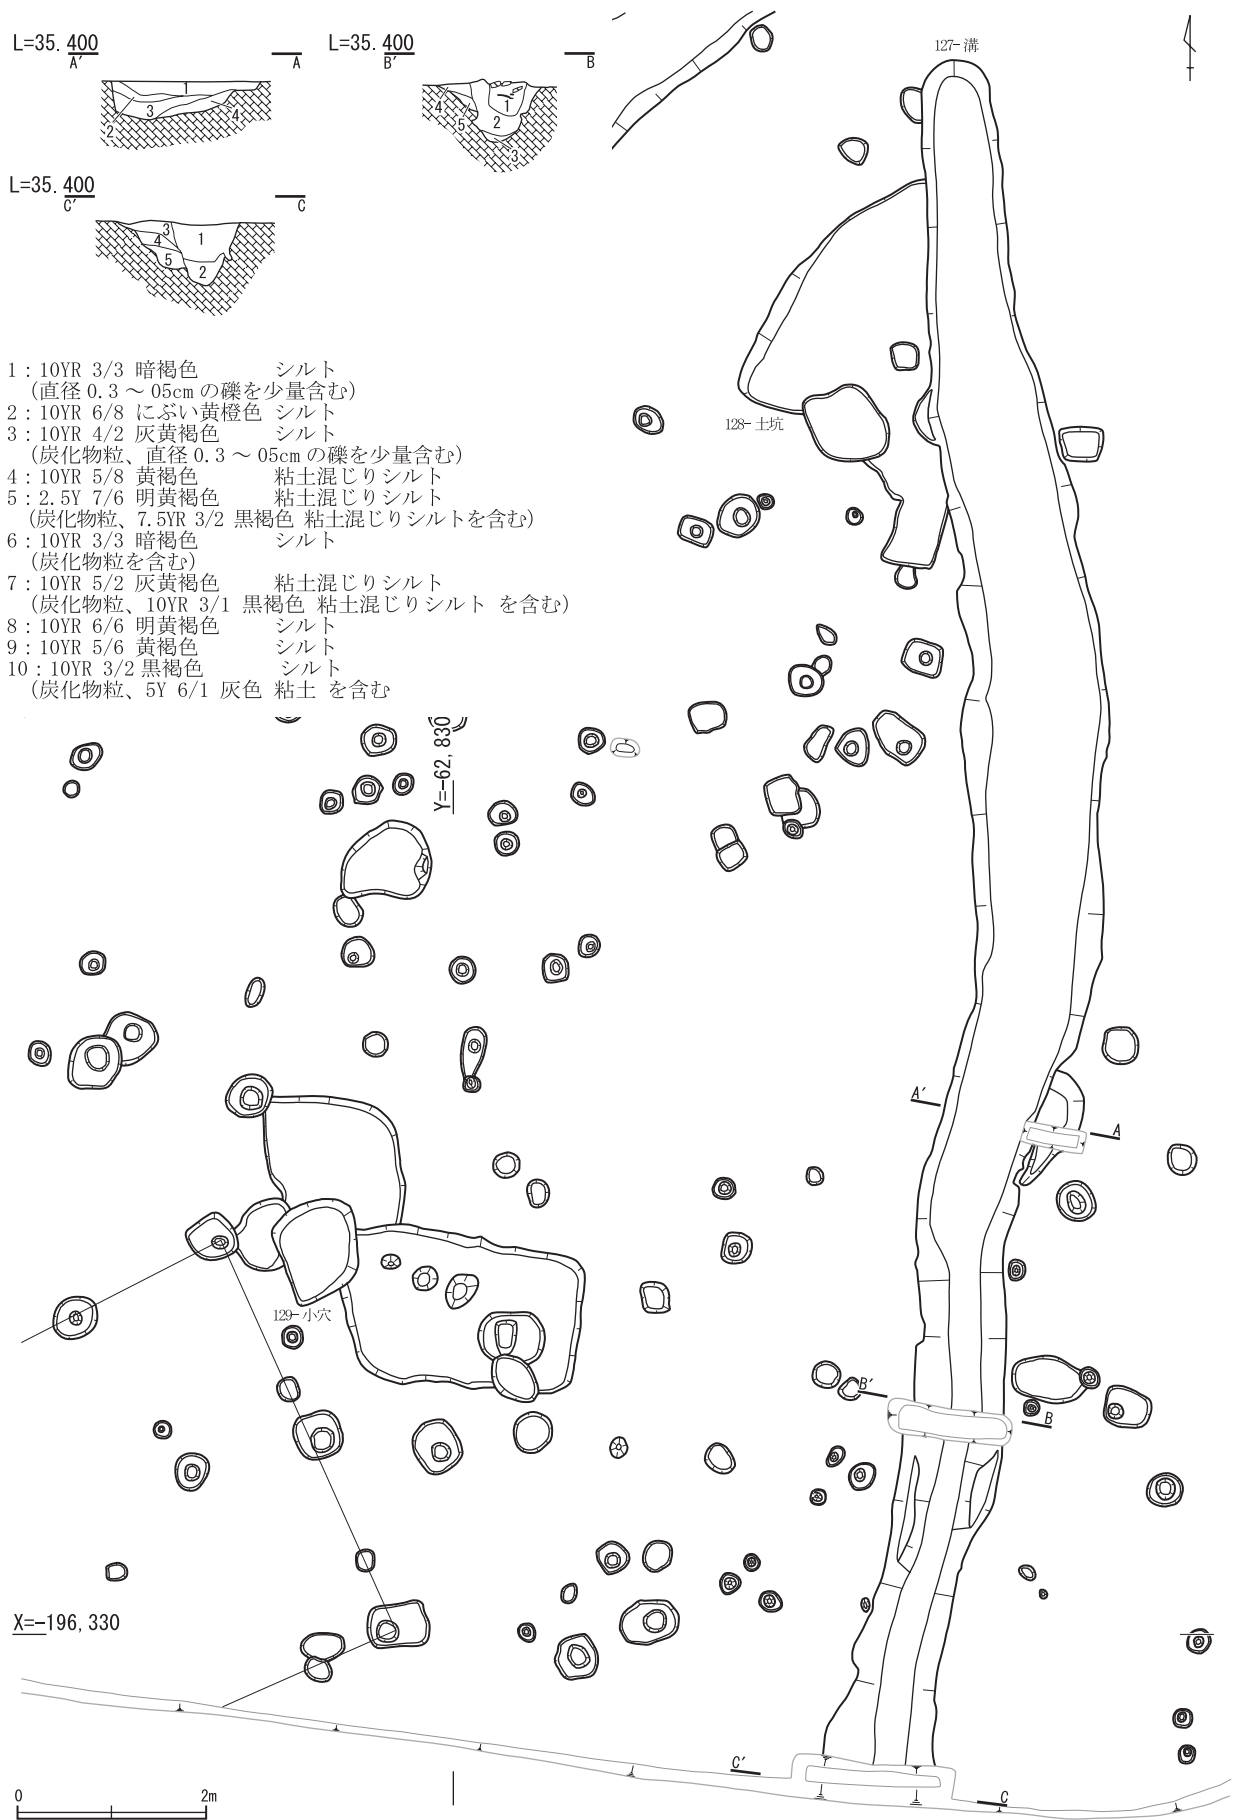 L=35.400
A′ A
L=35.400
B′ B
1
2
3
4
1
2
3
4
5
L=35.400
C′ C
1
2
3
4
5
1：10YR 3/3 暗褐色 シルト
(直径 0.3 ～ 05cm の礫を少量含む)
2：10YR 6/8 にぶい黄橙色 シルト
3：10YR 4/2 灰黄褐色 シルト
(炭化物粒、直径 0.3 ～ 05cm の礫を少量含む)
4：10YR 5/8 黄褐色 粘土混じりシルト
5：2.5Y 7/6 明黄褐色 粘土混じりシルト
(炭化物粒、7.5YR 3/2 黒褐色 粘土混じりシルトを含む)
6：10YR 3/3 暗褐色 シルト
(炭化物粒を含む)
7：10YR 5/2 灰黄褐色 粘土混じりシルト
(炭化物粒、10YR 3/1 黒褐色 粘土混じりシルト を含む)
8：10YR 6/6 明黄褐色 シルト
9：10YR 5/6 黄褐色 シルト
10：10YR 3/2 黒褐色 シルト
(炭化物粒、5Y 6/1 灰色 粘土 を含む
127-溝
128-土坑
Y=-62,830
A′
A
129-小穴
B′
B
X=-196,330
C′
C
0 2m